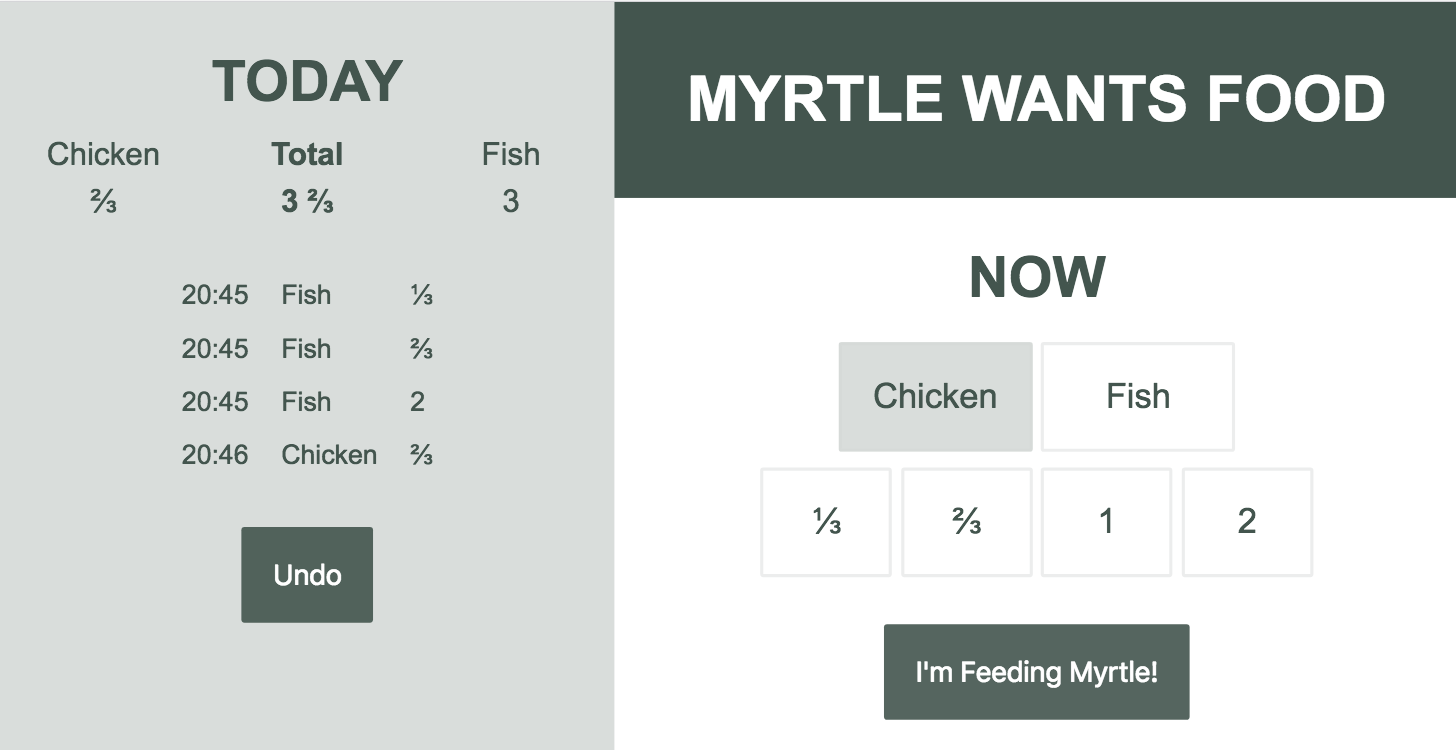 TODAY
Chicken Total Fish
⅔ 3 ⅔ 3
20:45 Fish ⅓
20:45 Fish ⅔
20:45 Fish 2
20:46 Chicken ⅔
Undo
MYRTLE WANTS FOOD
NOW
Chicken Fish
⅓ ⅔ 1 2
I'm Feeding Myrtle!